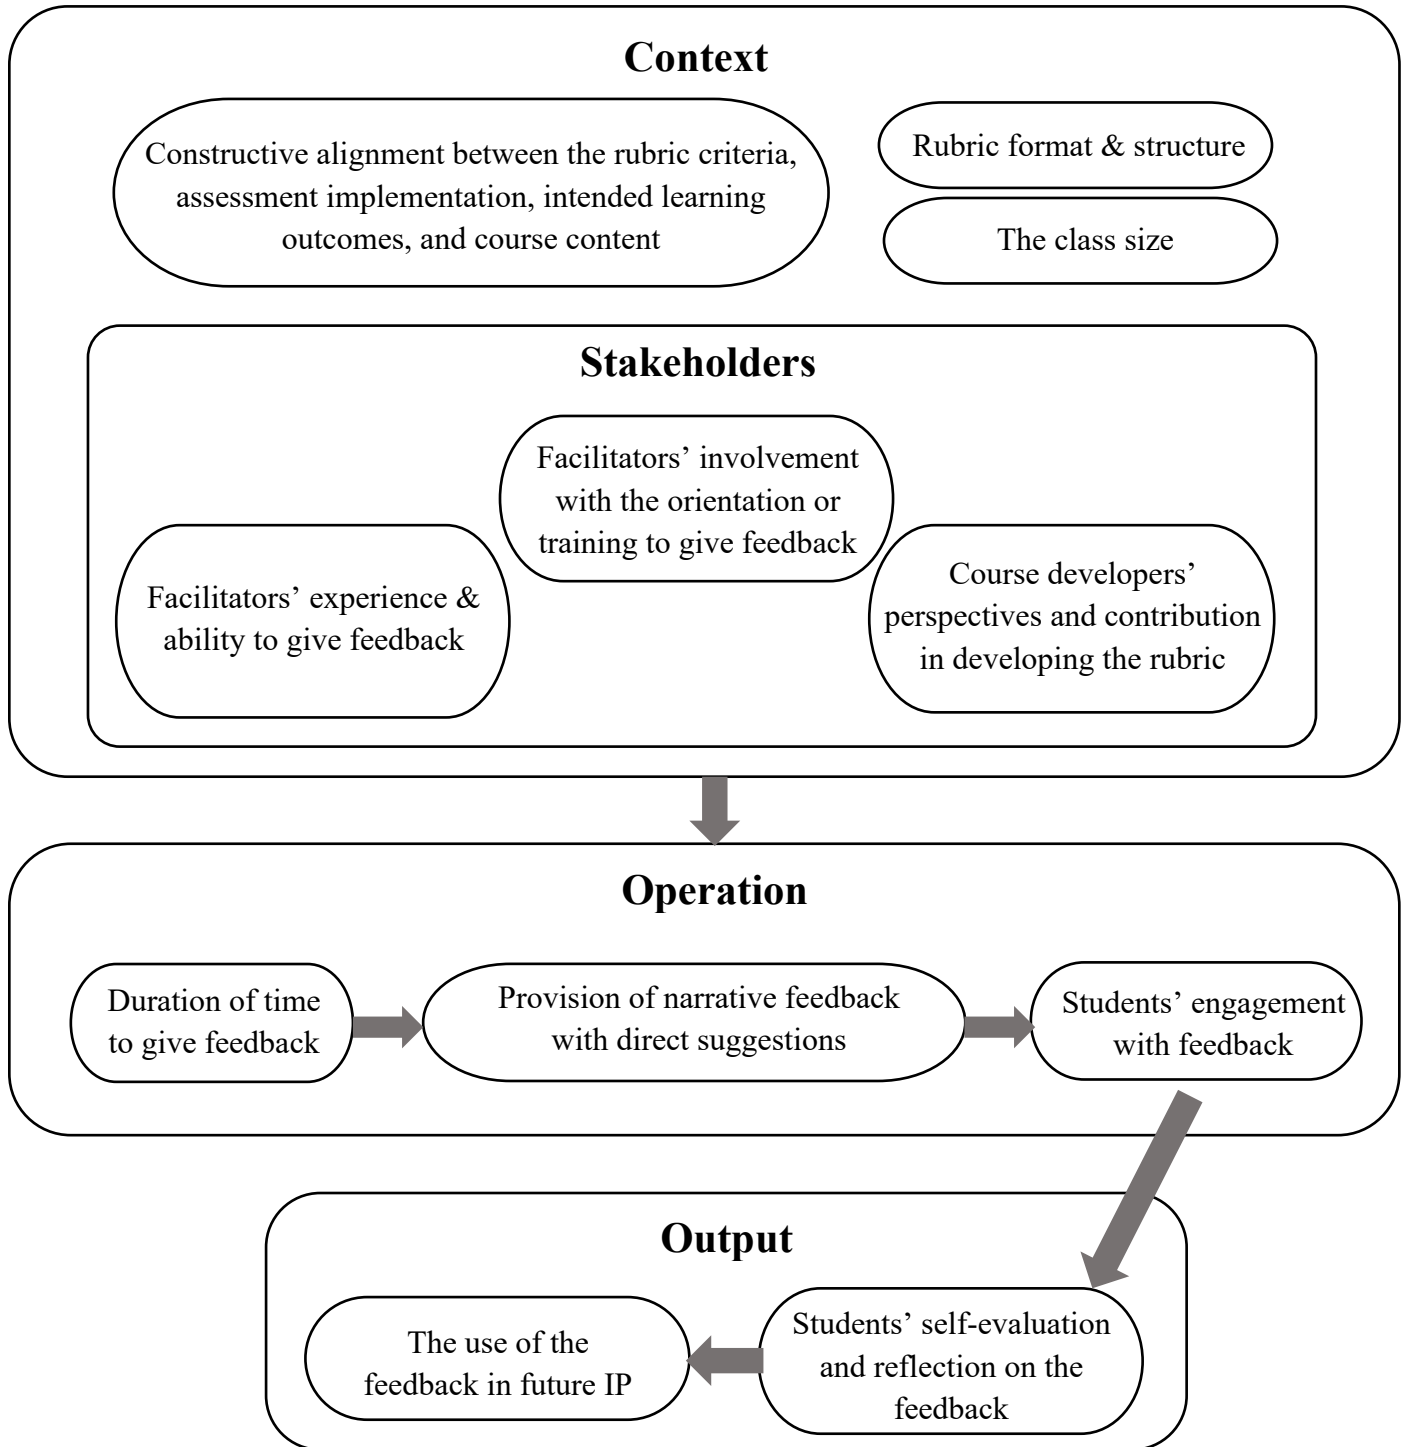 Context
Constructive alignment between the rubric criteria,
assessment implementation, intended learning
outcomes, and course content
Rubric format & structure
The class size
Stakeholders
Facilitators’ involvement
with the orientation or
training to give feedback
Facilitators’ experience &
ability to give feedback
Course developers’
perspectives and contribution
in developing the rubric
Operation
Duration of time
to give feedback
Provision of narrative feedback
with direct suggestions
Students’ engagement
with feedback
Output
The use of the
feedback in future IP
Students’ self-evaluation
and reflection on the
feedback